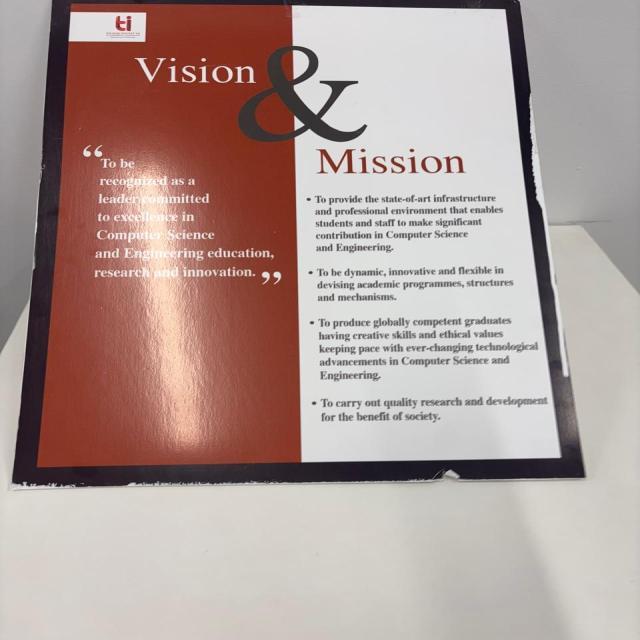 ti
Vision
&
Mission
“To be
recognized as a
leader committed
to excellence in
Computer Science
and Engineering education,
research and innovation.”
• To provide the state-of-art infrastructure
and professional environment that enables
students and staff to make significant
contribution in Computer Science
and Engineering.
• To be dynamic, innovative and flexible in
devising academic programmes, structures
and mechanisms.
• To produce globally competent graduates
having creative skills and ethical values
keeping pace with ever-changing technological
advancements in Computer Science and
Engineering.
• To carry out quality research and development
for the benefit of society.